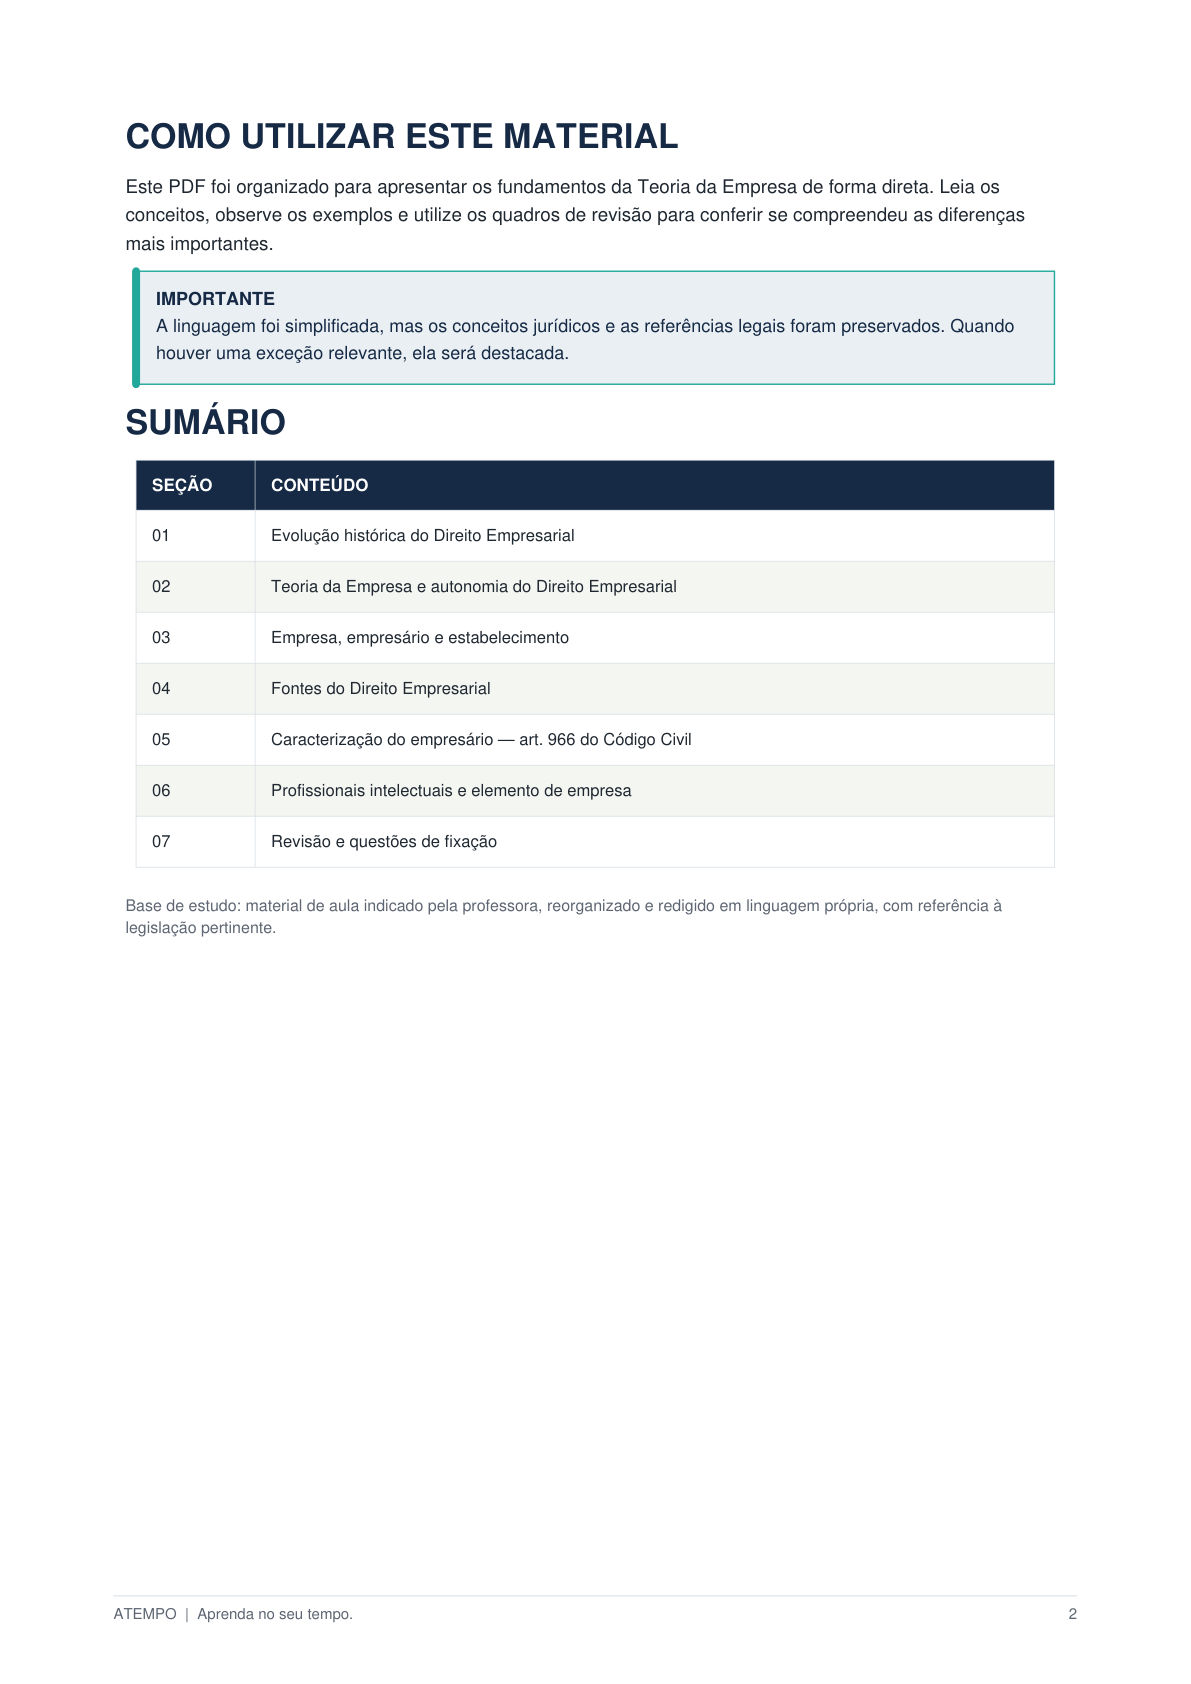 COMO UTILIZAR ESTE MATERIAL
Este PDF foi organizado para apresentar os fundamentos da Teoria da Empresa de forma direta. Leia os
conceitos, observe os exemplos e utilize os quadros de revisão para conferir se compreendeu as diferenças
mais importantes.
IMPORTANTE
A linguagem foi simplificada, mas os conceitos jurídicos e as referências legais foram preservados. Quando
houver uma exceção relevante, ela será destacada.
SUMÁRIO
SEÇÃO CONTEÚDO
01 Evolução histórica do Direito Empresarial
02 Teoria da Empresa e autonomia do Direito Empresarial
03 Empresa, empresário e estabelecimento
04 Fontes do Direito Empresarial
05 Caracterização do empresário — art. 966 do Código Civil
06 Profissionais intelectuais e elemento de empresa
07 Revisão e questões de fixação
Base de estudo: material de aula indicado pela professora, reorganizado e redigido em linguagem própria, com referência à
legislação pertinente.
ATEMPO | Aprenda no seu tempo. 2